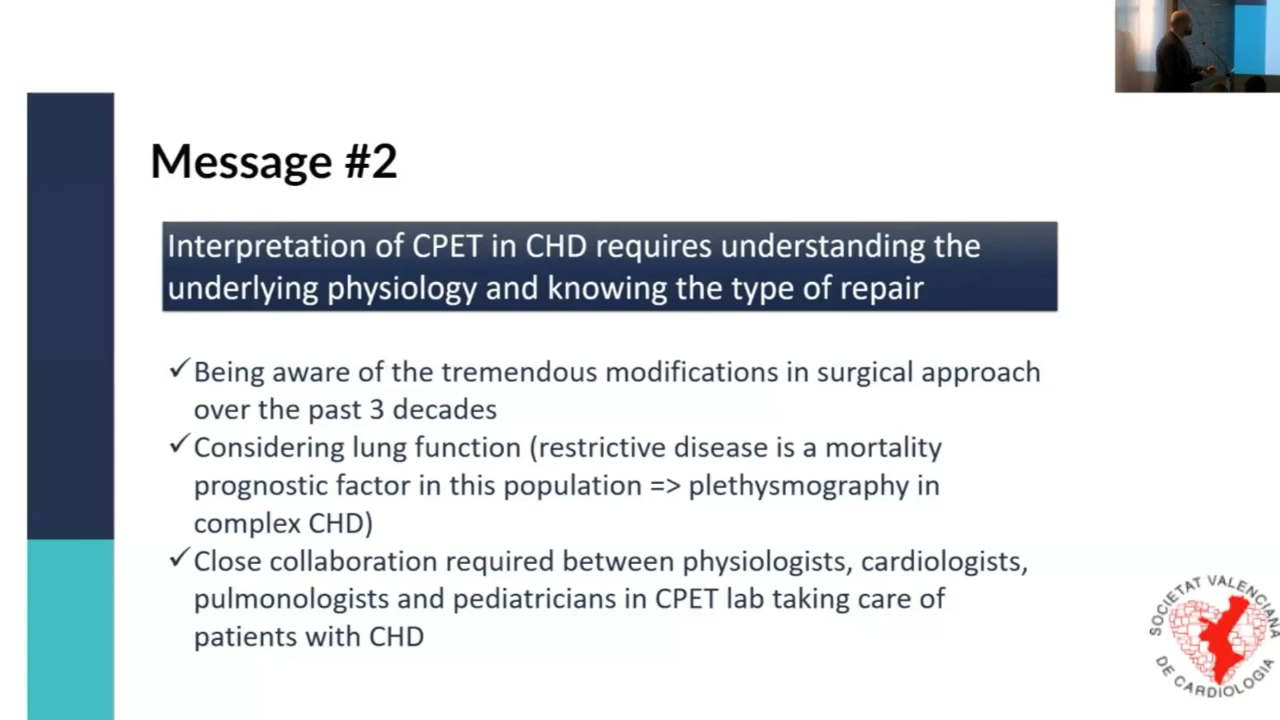 Message #2
Interpretation of CPET in CHD requires understanding the
underlying physiology and knowing the type of repair
✓Being aware of the tremendous modifications in surgical approach
over the past 3 decades
✓Considering lung function (restrictive disease is a mortality
prognostic factor in this population => plethysmography in
complex CHD)
✓Close collaboration required between physiologists, cardiologists,
pulmonologists and pediatricians in CPET lab taking care of
patients with CHD
SOCIETAT VALENCIANA
DE CARDIOLOGIA